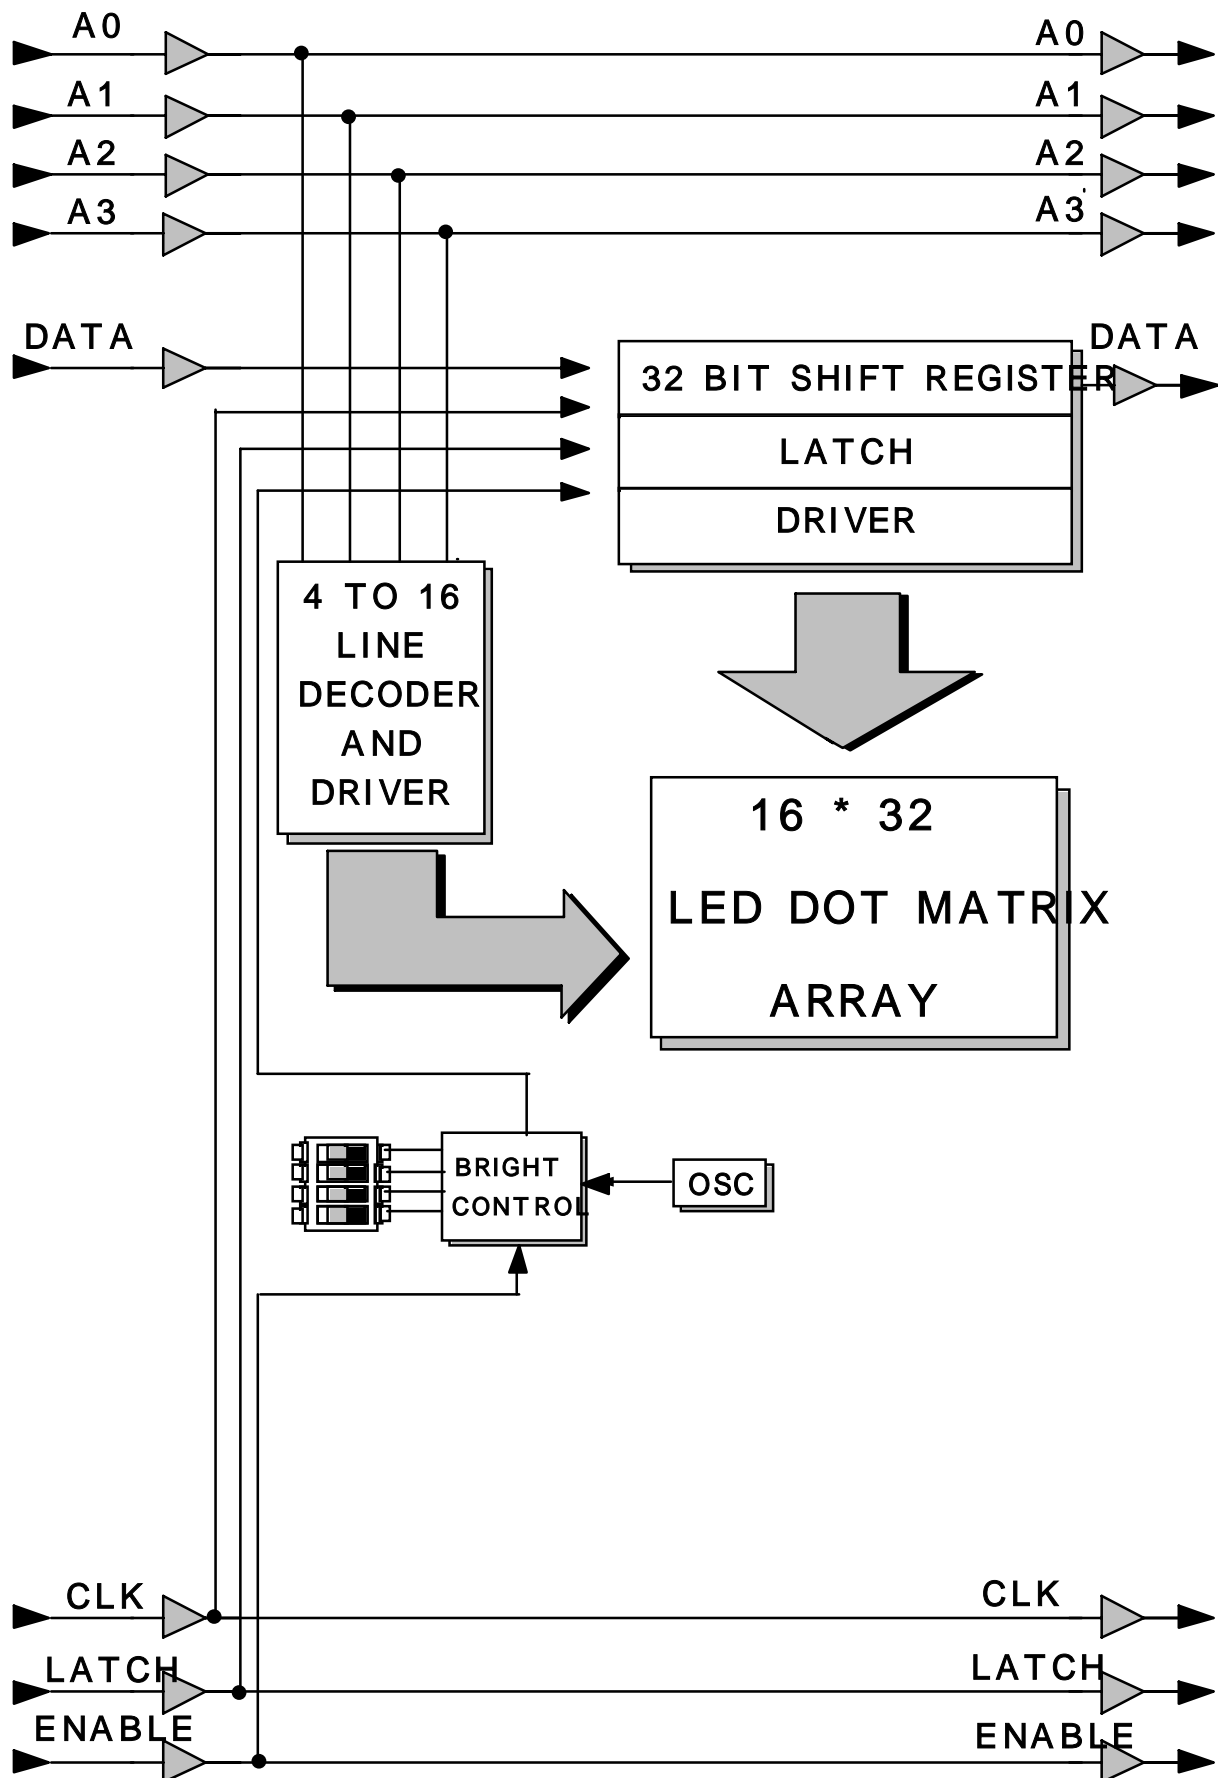 A0
A0
A1
A1
A2
A2
A3
A3
DATA
DATA
32 BIT SHIFT REGISTER
LATCH
DRIVER
4 TO 16
LINE
DECODER
AND
DRIVER
16 * 32
LED DOT MATRIX
ARRAY
BRIGHT
CONTROL
OSC
CLK
CLK
LATCH
LATCH
ENABLE
ENABLE